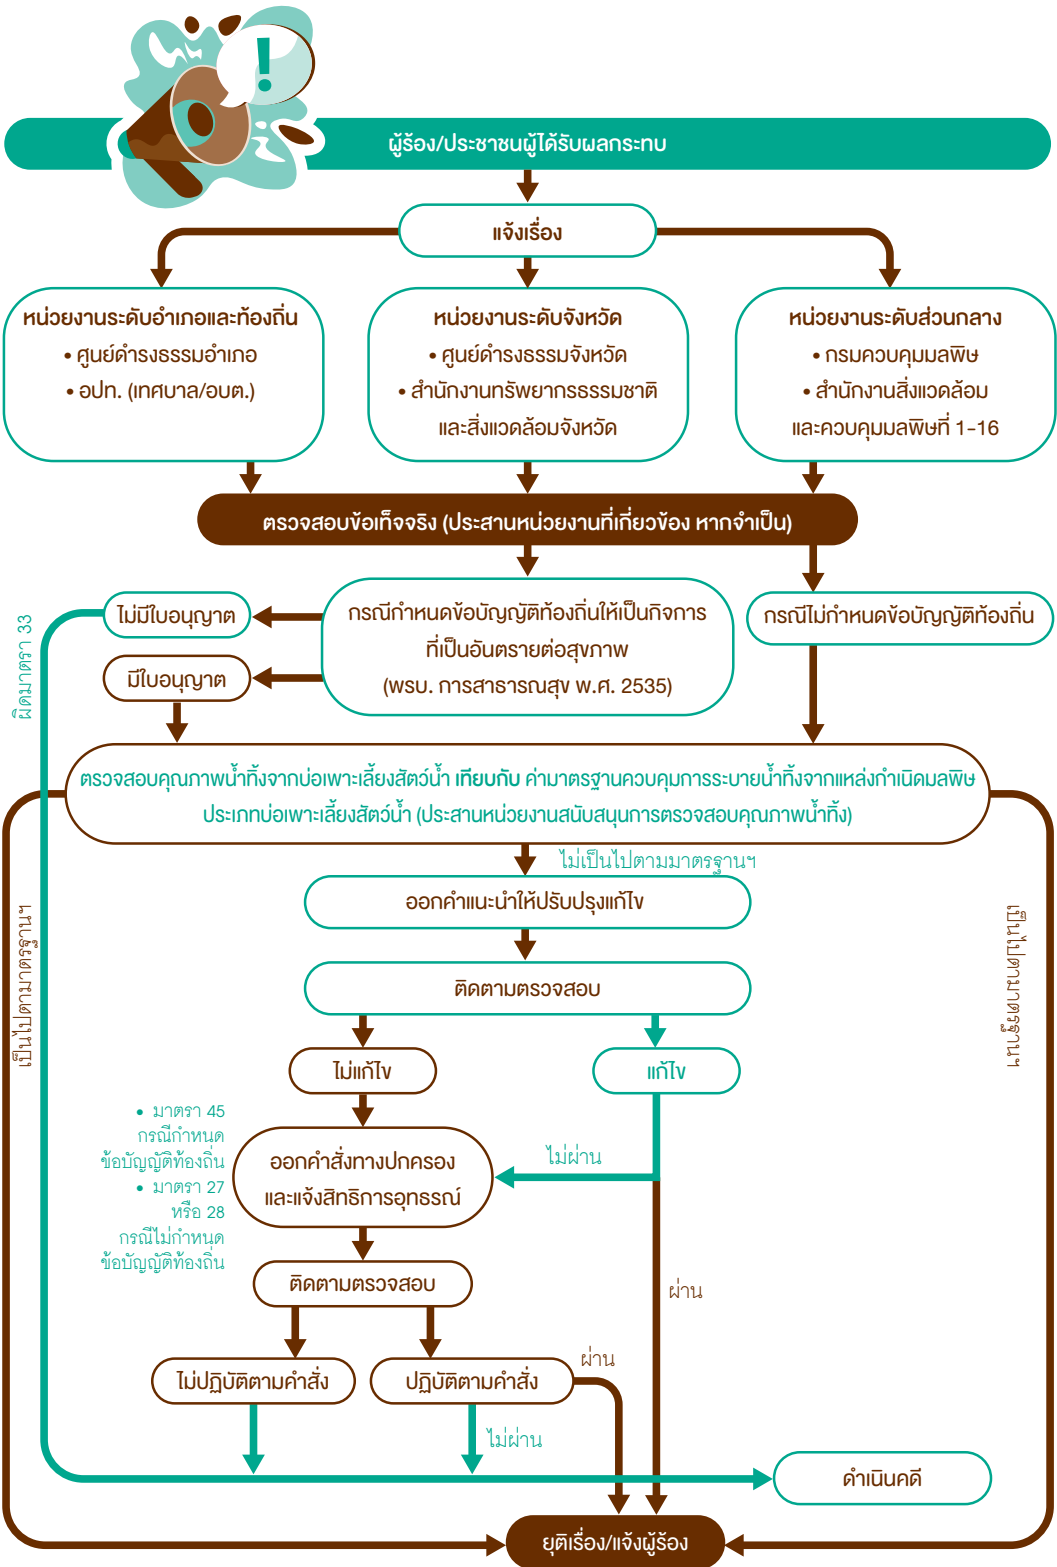 !
ผู้ร้อง/ประชาชนผู้ได้รับผลกระทบ
แจ้งเรื่อง
หน่วยงานระดับอำเภอและท้องถิ่น
• ศูนย์ดำรงธรรมอำเภอ
• อปท. (เทศบาล/อบต.)
หน่วยงานระดับจังหวัด
• ศูนย์ดำรงธรรมจังหวัด
• สำนักงานทรัพยากรธรรมชาติ
และสิ่งแวดล้อมจังหวัด
หน่วยงานระดับส่วนกลาง
• กรมควบคุมมลพิษ
• สำนักงานสิ่งแวดล้อม
และควบคุมมลพิษที่ 1-16
ตรวจสอบข้อเท็จจริง (ประสานหน่วยงานที่เกี่ยวข้อง หากจำเป็น)
ไม่มีใบอนุญาต
มีใบอนุญาต
กรณีกำหนดข้อบัญญัติท้องถิ่นให้เป็นกิจการ
ที่เป็นอันตรายต่อสุขภาพ
(พรบ. การสาธารณสุข พ.ศ. 2535)
กรณีไม่กำหนดข้อบัญญัติท้องถิ่น
ผิดมาตรา 33
ตรวจสอบคุณภาพน้ำทิ้งจากบ่อเพาะเลี้ยงสัตว์น้ำ เทียบกับ ค่ามาตรฐานควบคุมการระบายน้ำทิ้งจากแหล่งกำเนิดมลพิษ
ประเภทบ่อเพาะเลี้ยงสัตว์น้ำ (ประสานหน่วยงานสนับสนุนการตรวจสอบคุณภาพน้ำทิ้ง)
ไม่เป็นไปตามมาตรฐานฯ
ออกคำแนะนำให้ปรับปรุงแก้ไข
เป็นไปตามาตรฐานฯ
เป็นไปตามาตรฐานฯ
ติดตามตรวจสอบ
ไม่แก้ไข
แก้ไข
• มาตรา 45
กรณีกำหนด
ข้อบัญญัติท้องถิ่น
• มาตรา 27
หรือ 28
กรณีไม่กำหนด
ข้อบัญญัติท้องถิ่น
ออกคำสั่งทางปกครอง
และแจ้งสิทธิการอุทธรณ์
ไม่ผ่าน
ติดตามตรวจสอบ
ผ่าน
ไม่ปฏิบัติตามคำสั่ง
ปฏิบัติตามคำสั่ง
ผ่าน
ไม่ผ่าน
ดำเนินคดี
ยุติเรื่อง/แจ้งผู้ร้อง